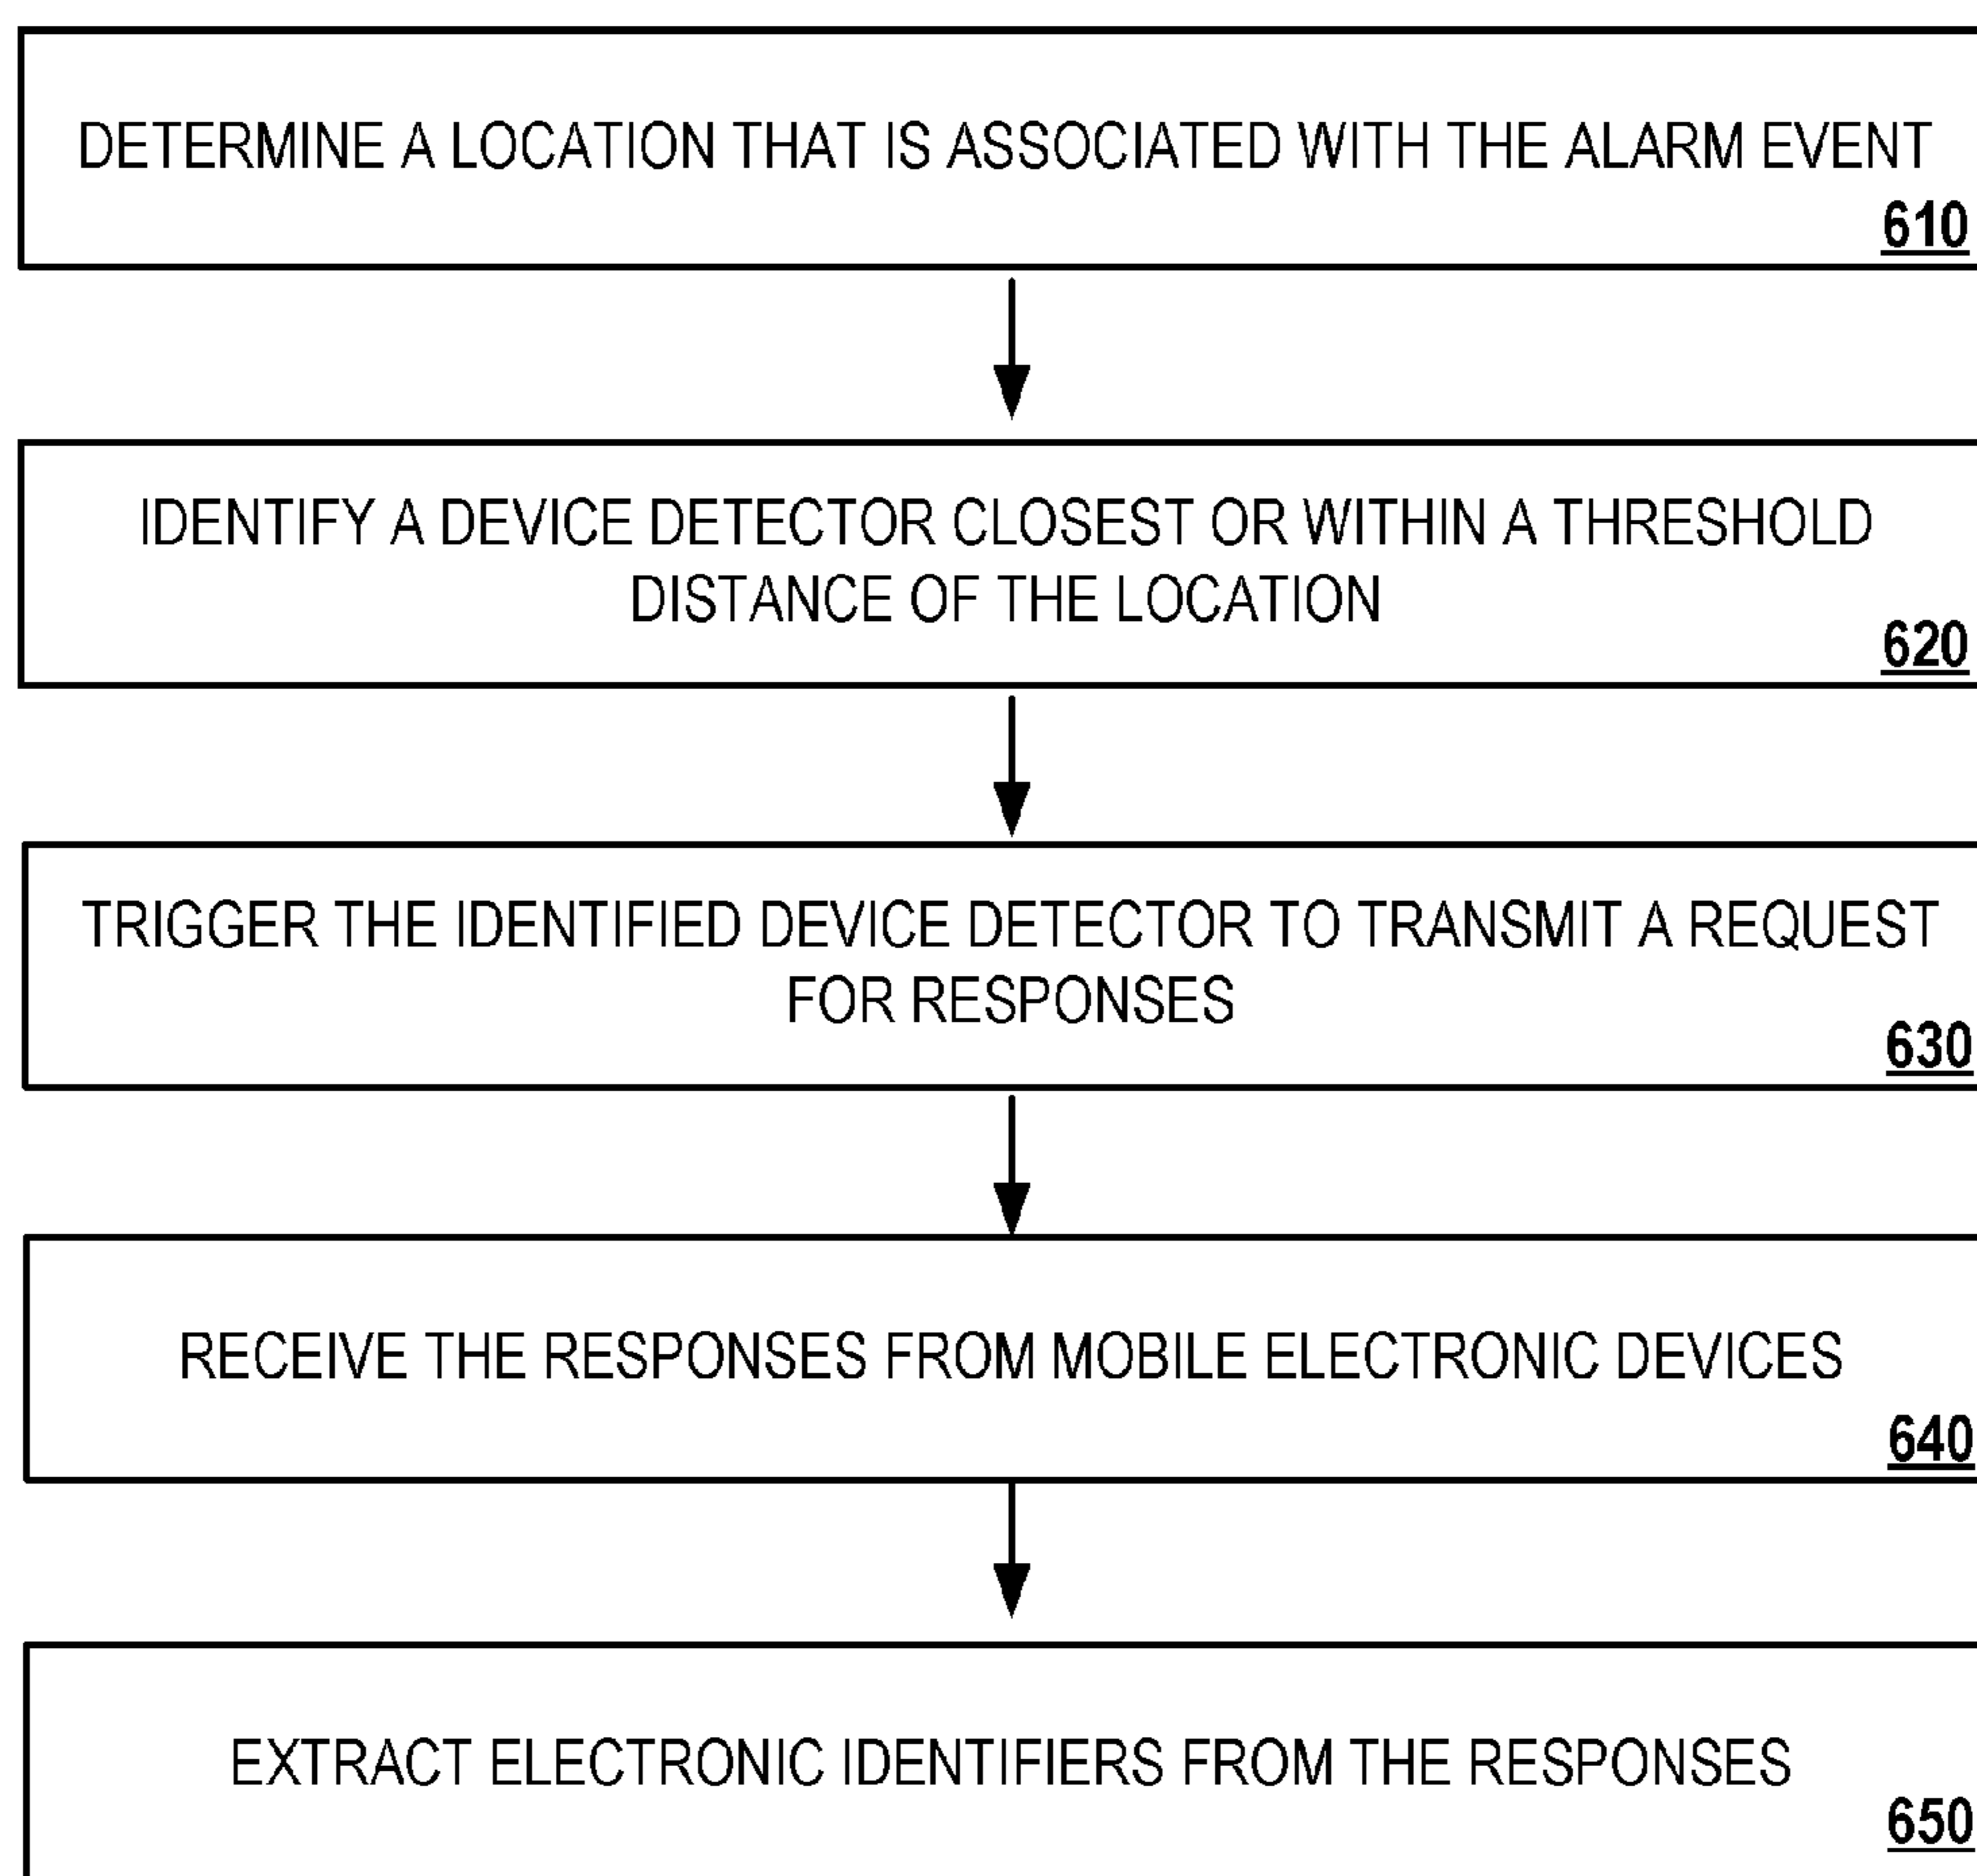 DETERMINE A LOCATION THAT IS ASSOCIATED WITH THE ALARM EVENT
610
IDENTIFY A DEVICE DETECTOR CLOSEST OR WITHIN A THRESHOLD
DISTANCE OF THE LOCATION
620
TRIGGER THE IDENTIFIED DEVICE DETECTOR TO TRANSMIT A REQUEST
FOR RESPONSES
630
RECEIVE THE RESPONSES FROM MOBILE ELECTRONIC DEVICES
640
EXTRACT ELECTRONIC IDENTIFIERS FROM THE RESPONSES
650